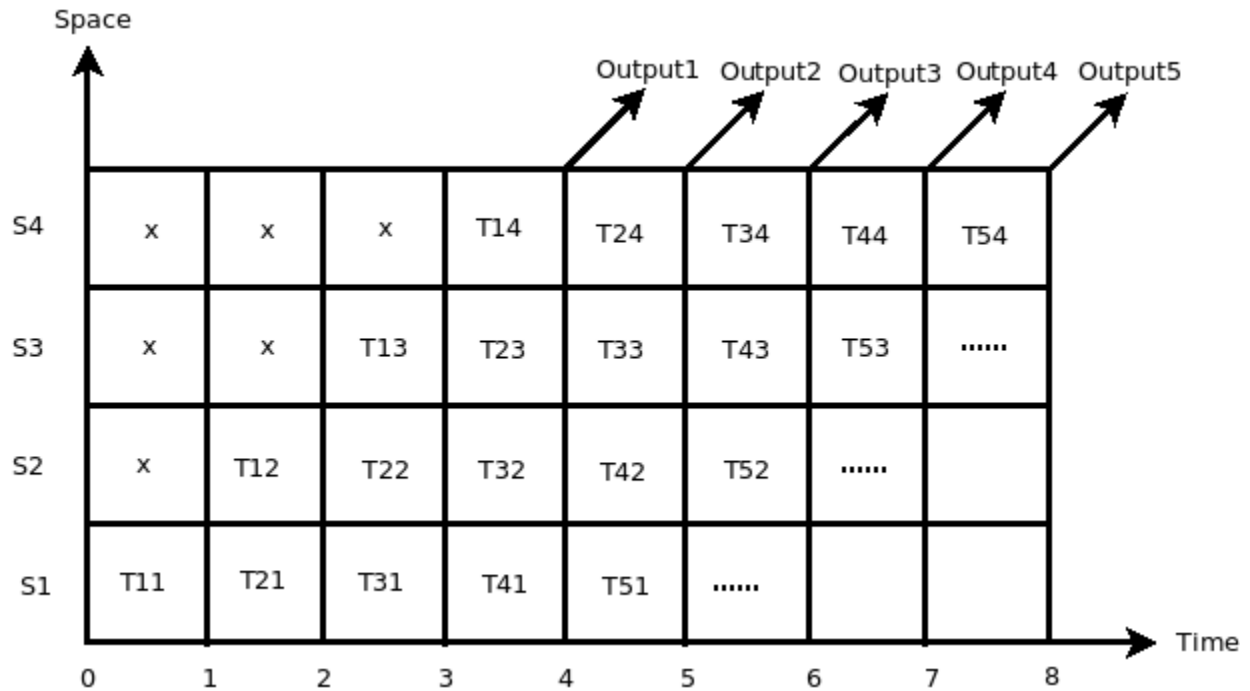 Space
Output1 Output2 Output3 Output4 Output5
S4 x x x T14 T24 T34 T44 T54
S3 x x T13 T23 T33 T43 T53 ......
S2 x T12 T22 T32 T42 T52 ......
S1 T11 T21 T31 T41 T51 ......
Time
0 1 2 3 4 5 6 7 8